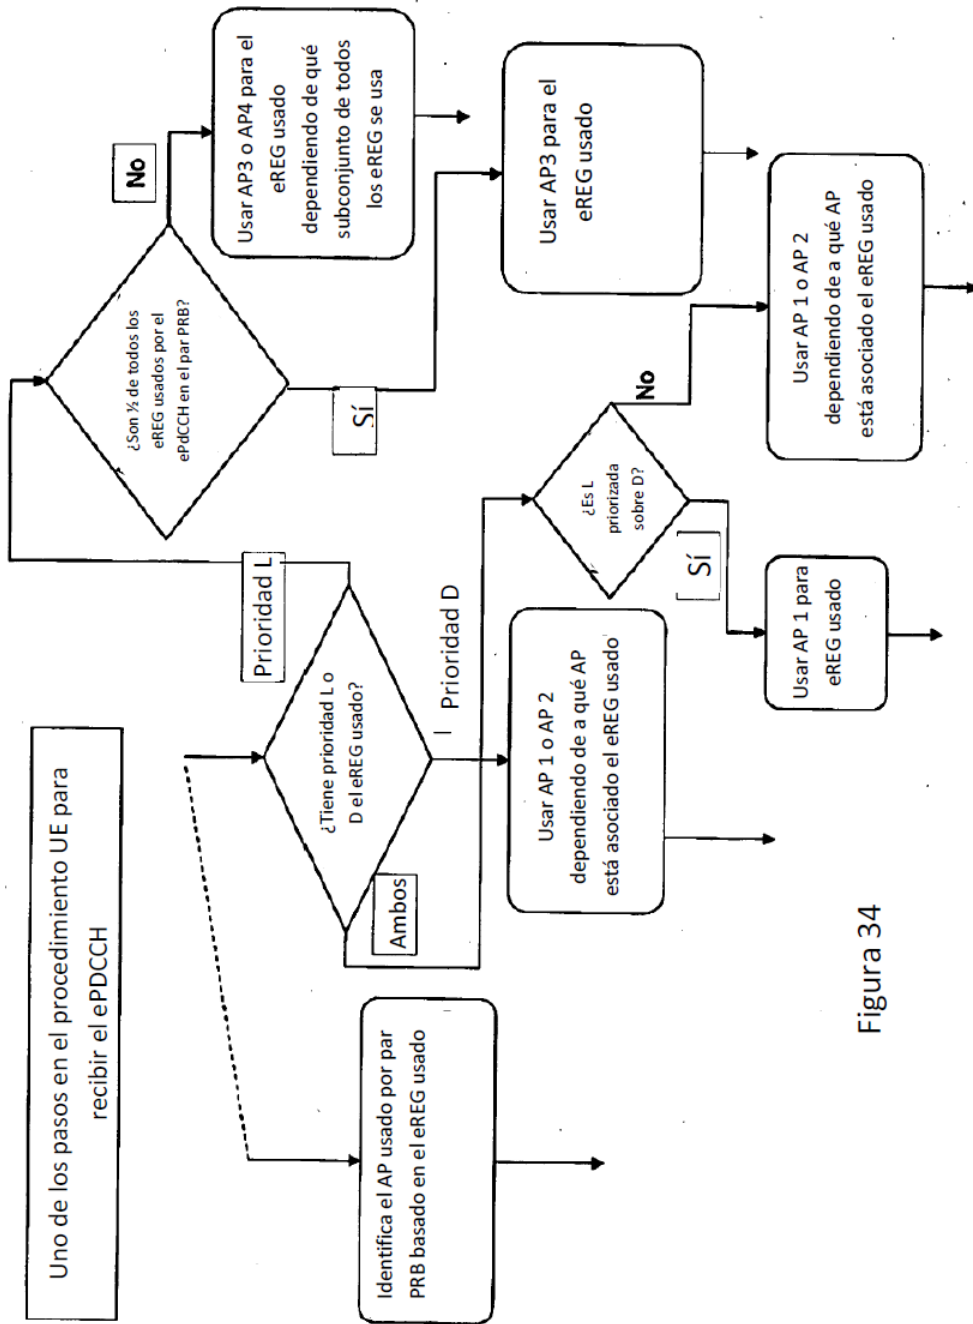 Uno de los pasos en el procedimiento UE para
recibir el ePDCCH
Identifica el AP usado por par
PRB basado en el eREG usado
¿Tiene prioridad L o
D el eREG usado?
Ambos
Prioridad D
Prioridad L
Usar AP 1 o AP 2
dependiendo de a qué AP
está asociado el eREG usado
¿Es L
priorizada
sobre D?
Sí
No
Usar AP 1 para
eREG usado
Usar AP 1 o AP 2
dependiendo de a qué AP
está asociado el eREG usado
¿Son ½ de todos los
eREG usados por el
ePdCCH en el par PRB?
Sí
No
Usar AP3 para el
eREG usado
Usar AP3 o AP4 para el
eREG usado
dependiendo de qué
subconjunto de todos
los eREG se usa
Figura 34